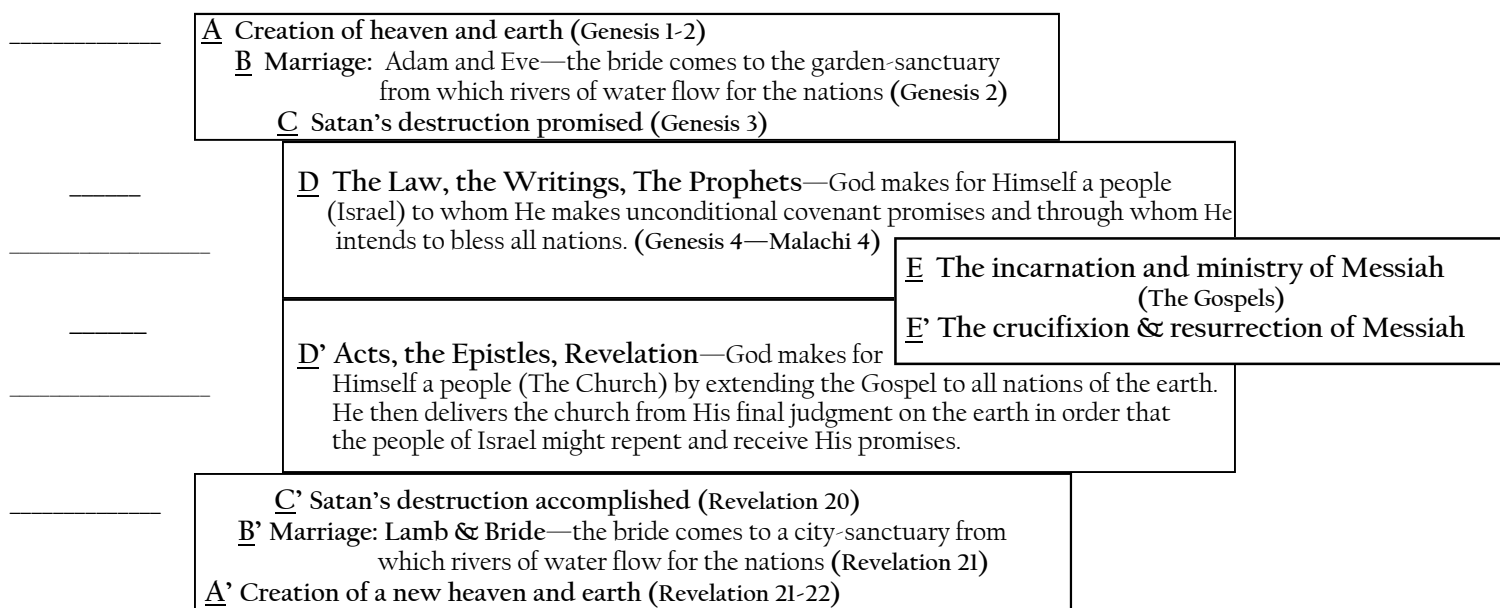 A Creation of heaven and earth (Genesis 1-2)
B Marriage: Adam and Eve—the bride comes to the garden-sanctuary
from which rivers of water flow for the nations (Genesis 2)
C Satan's destruction promised (Genesis 3)
D The Law, the Writings, The Prophets—God makes for Himself a people
(Israel) to whom He makes unconditional covenant promises and through whom He
intends to bless all nations. (Genesis 4—Malachi 4)
E The incarnation and ministry of Messiah
(The Gospels)
E' The crucifixion & resurrection of Messiah
D' Acts, the Epistles, Revelation—God makes for
Himself a people (The Church) by extending the Gospel to all nations of the earth.
He then delivers the church from His final judgment on the earth in order that
the people of Israel might repent and receive His promises.
C' Satan's destruction accomplished (Revelation 20)
B' Marriage: Lamb & Bride—the bride comes to a city-sanctuary from
which rivers of water flow for the nations (Revelation 21)
A' Creation of a new heaven and earth (Revelation 21-22)